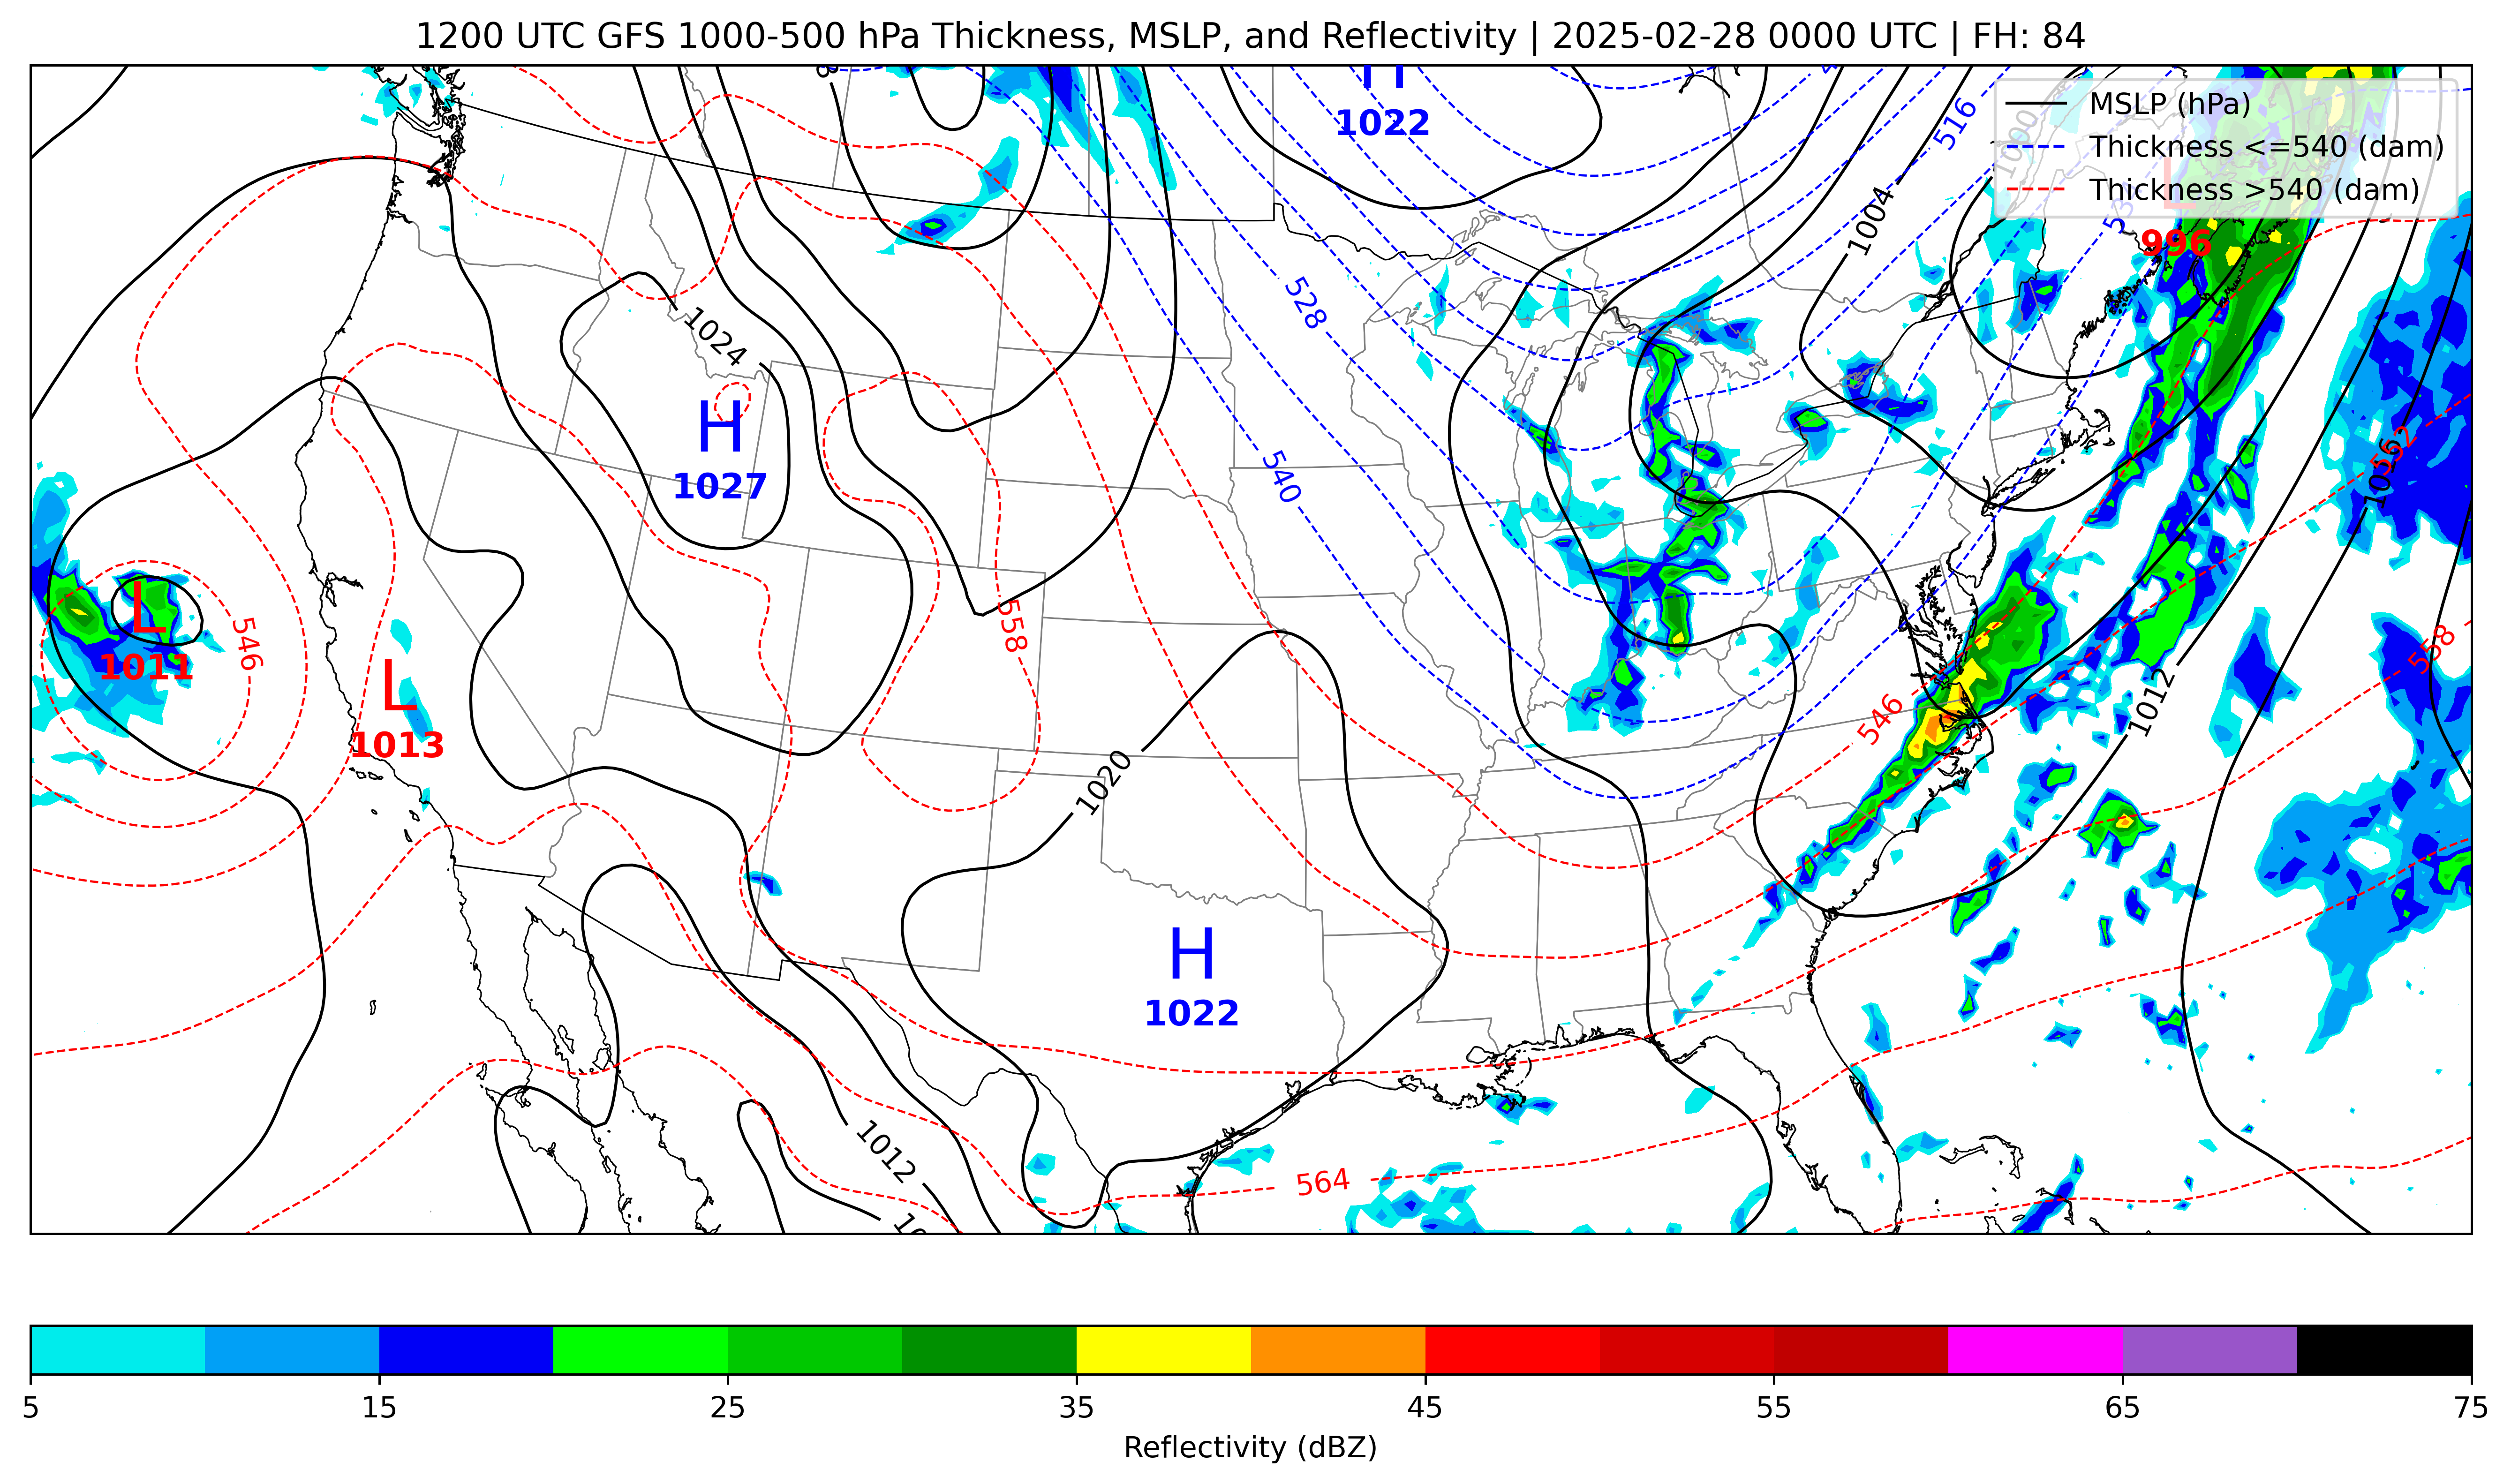 1200 UTC GFS 1000-500 hPa Thickness, MSLP, and Reflectivity | 2025-02-28 0000 UTC | FH: 84
MSLP (hPa)
Thickness <=540 (dam)
Thickness >540 (dam)
H
1022
516
1004
L
996
528
1024
H
1027
540
552
1016
L
1011
546
L
1013
558
558
546
1012
1020
H
1022
1012
564
5
15
25
35
45
55
65
75
Reflectivity (dBZ)